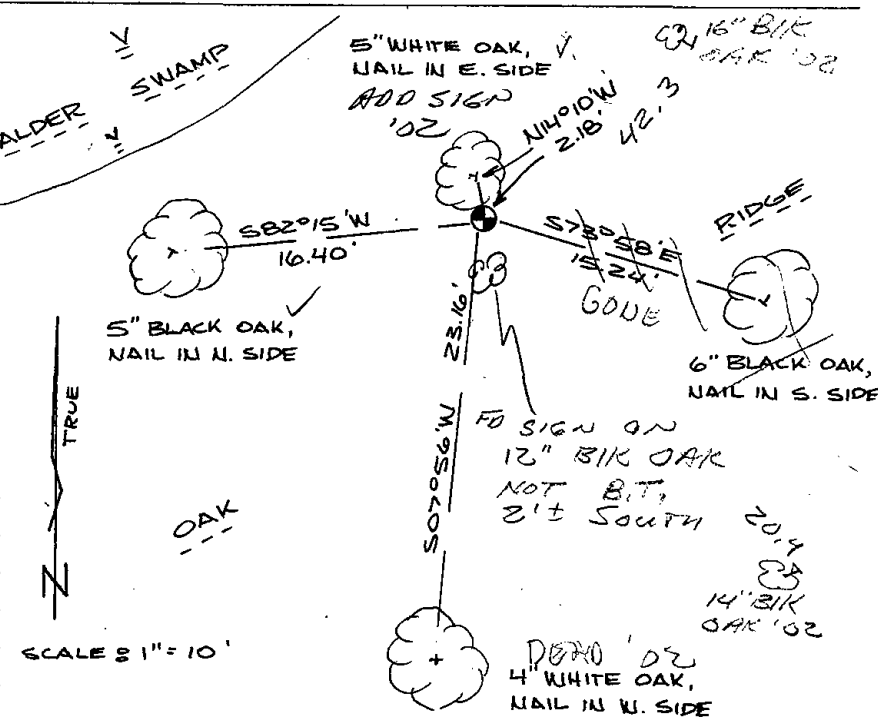 ALDER SWAMP
5" WHITE OAK,
NAIL IN E. SIDE
ADD SIGN
'02
16" BlK
OAK '02
N14°10'W
2.18'
42.3
S82°15'W
16.40'
5" BLACK OAK,
NAIL IN N. SIDE
S73°58'E
15.24'
GONE
RIDGE
6" BLACK OAK,
NAIL IN S. SIDE
23.16'
S07°56'W
FD SIGN ON
12" BlK OAK
NOT B.T.
2'± SOUTH
TRUE
N
OAK
20.4
14" BlK
OAK '02
SCALE: 1"=10'
DEAD '02
4" WHITE OAK,
NAIL IN W. SIDE